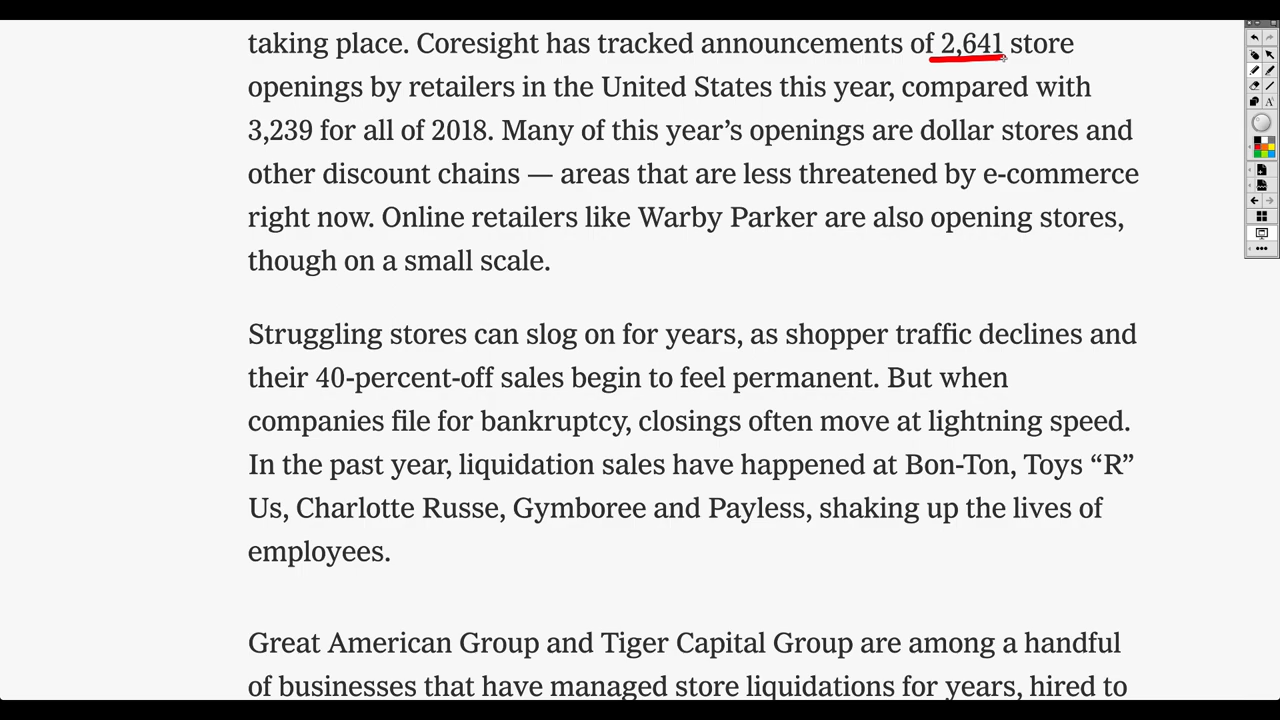 taking place. Coresight has tracked announcements of 2,641 store
openings by retailers in the United States this year, compared with
3,239 for all of 2018. Many of this year’s openings are dollar stores and
other discount chains — areas that are less threatened by e-commerce
right now. Online retailers like Warby Parker are also opening stores,
though on a small scale.
Struggling stores can slog on for years, as shopper traffic declines and
their 40-percent-off sales begin to feel permanent. But when
companies file for bankruptcy, closings often move at lightning speed.
In the past year, liquidation sales have happened at Bon-Ton, Toys “R”
Us, Charlotte Russe, Gymboree and Payless, shaking up the lives of
employees.
Great American Group and Tiger Capital Group are among a handful
of businesses that have managed store liquidations for years, hired to